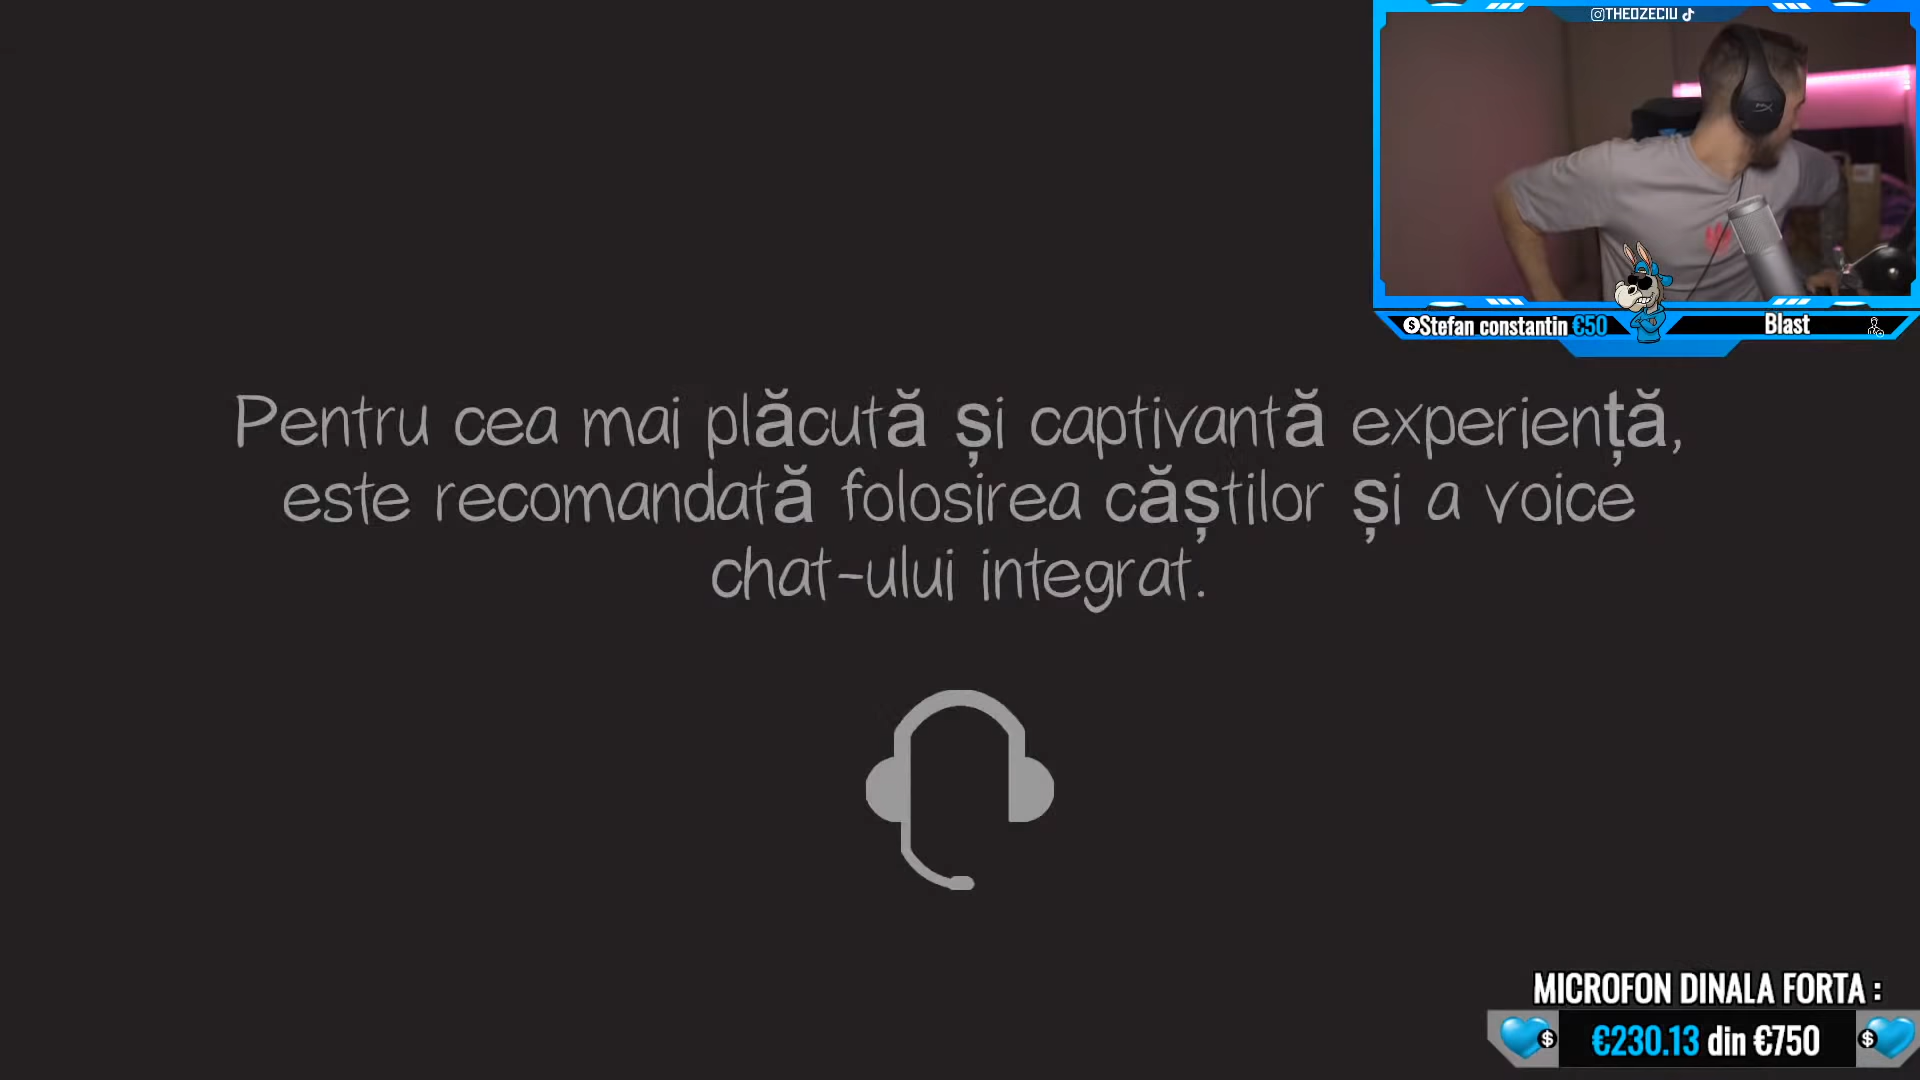 THEOZECIU
Stefan constantin €50
Blast
Pentru cea mai plăcută și captivantă experiență,
este recomandată folosirea căștilor și a voice
chat-ului integrat.
MICROFON DINALA FORTA :
€230.13 din €750